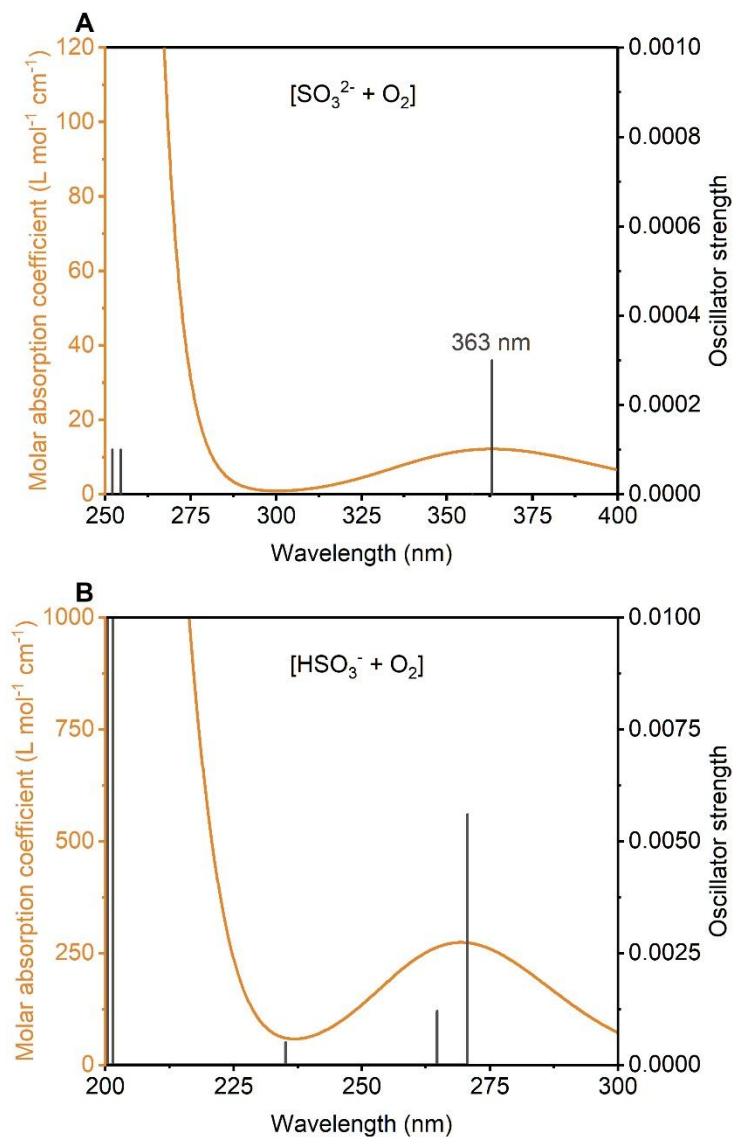 A
[SO₃²⁻ + O₂]
Molar absorption coefficient (L mol⁻¹ cm⁻¹)
120
100
80
60
40
20
0
0.0010
0.0008
0.0006
0.0004
0.0002
0.0000
Oscillator strength
363 nm
250 275 300 325 350 375 400
Wavelength (nm)
B
[HSO₃⁻ + O₂]
Molar absorption coefficient (L mol⁻¹ cm⁻¹)
1000
750
500
250
0
0.0100
0.0075
0.0050
0.0025
0.0000
Oscillator strength
200 225 250 275 300
Wavelength (nm)